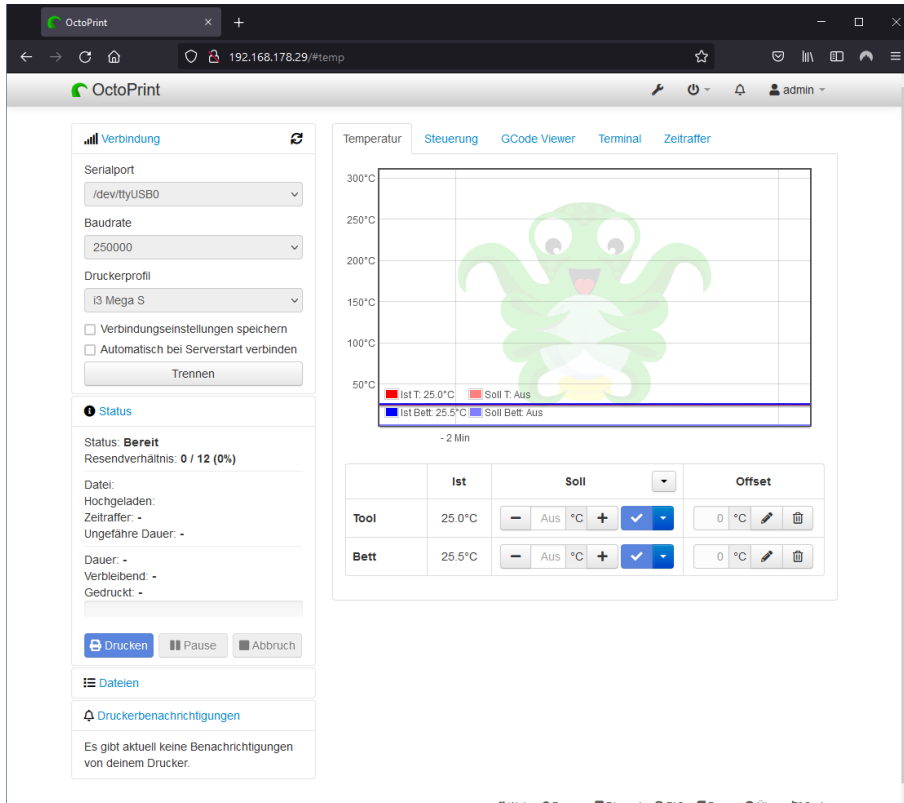 OctoPrint
192.168.178.29/#temp
OctoPrint
admin
Verbindung
Serialport
/dev/ttyUSB0
Baudrate
250000
Druckerprofil
i3 Mega S
Verbindungseinstellungen speichern
Automatisch bei Serverstart verbinden
Trennen
Status
Status: Bereit
Resendverhältnis: 0 / 12 (0%)
Datei:
Hochgeladen:
Zeitraffer: -
Ungefähre Dauer: -
Dauer: -
Verbleibend: -
Gedruckt: -
Drucken Pause Abbruch
Dateien
Druckerbenachrichtigungen
Es gibt aktuell keine Benachrichtigungen
von deinem Drucker.
Temperatur Steuerung GCode Viewer Terminal Zeitraffer
300°C
250°C
200°C
150°C
100°C
50°C
Ist T: 25.0°C Soll T: Aus
Ist Bett: 25.5°C Soll Bett: Aus
- 2 Min
Ist Soll Offset
Tool 25.0°C Aus °C 0 °C
Bett 25.5°C Aus °C 0 °C